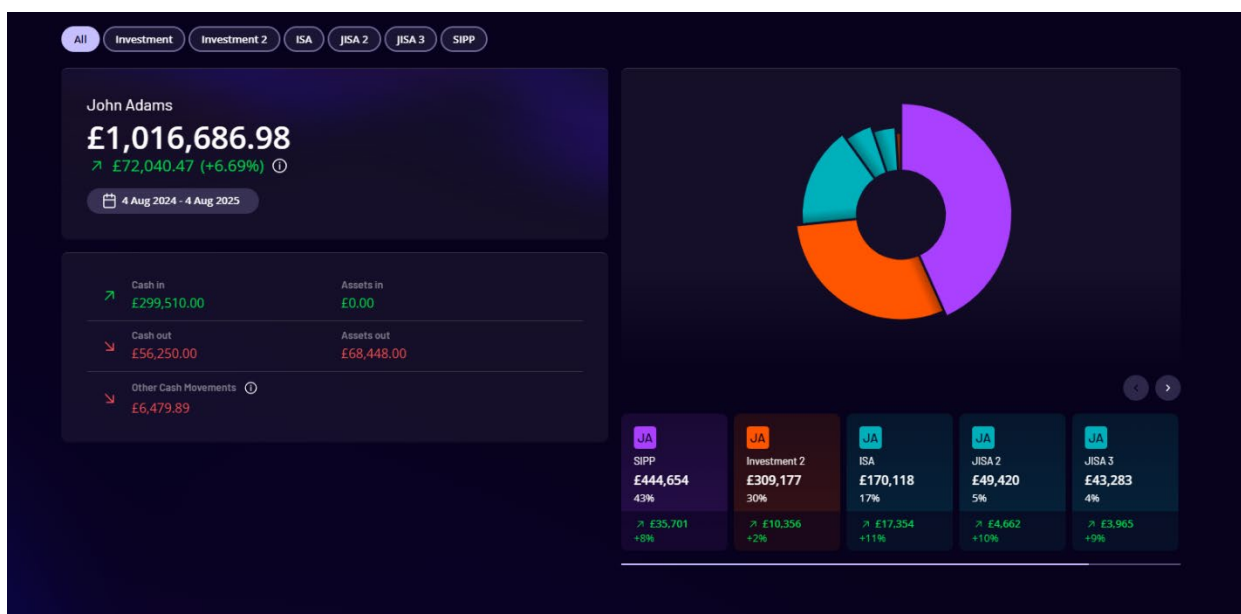 All Investment Investment 2 ISA JISA 2 JISA 3 SIPP
John Adams
£1,016,686.98
£72,040.47 (+6.69%)
4 Aug 2024 - 4 Aug 2025
Cash in Assets in
£299,510.00 £0.00
Cash out Assets out
£56,250.00 £68,448.00
Other Cash Movements
£6,479.89
JA JA JA JA JA
SIPP Investment 2 ISA JISA 2 JISA 3
£444,654 £309,177 £170,118 £49,420 £43,283
43% 30% 17% 5% 4%
£35,701 £10,356 £17,354 £4,662 £3,965
+8% +2% +11% +10% +9%